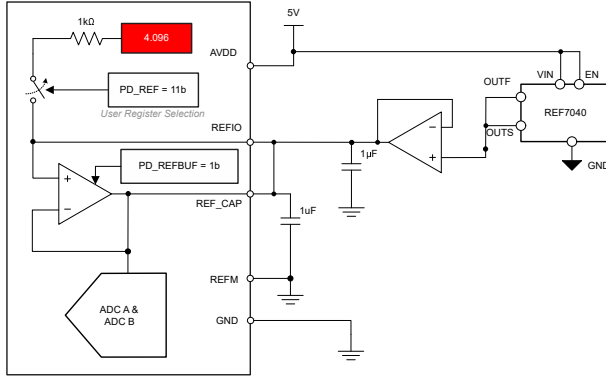 1kΩ
4.096
5V
AVDD
PD_REF = 11b
User Register Selection
REFIO
PD_REFBUF = 1b
+
−
REF_CAP
1uF
REFM
GND
ADC A &
ADC B
1µF
−
+
OUTF
VIN
EN
REF7040
OUTS
GND